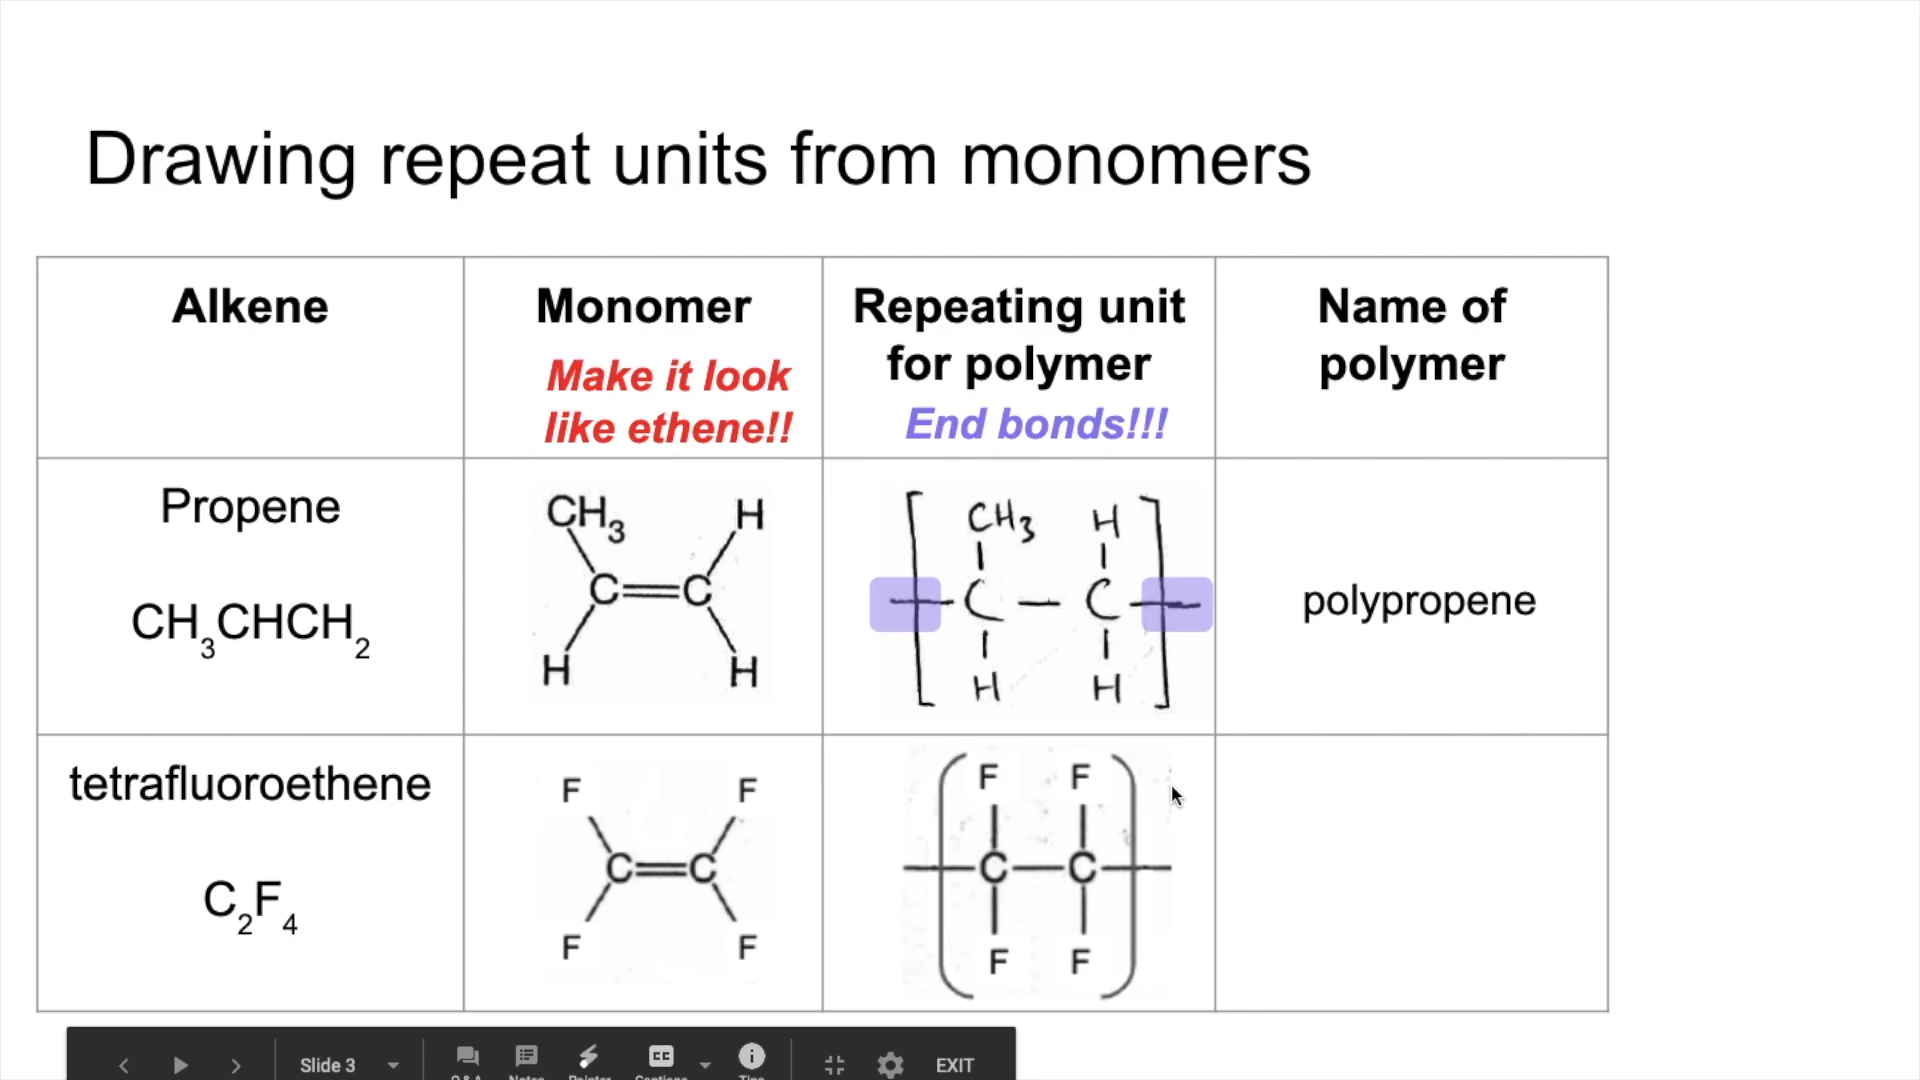 Drawing repeat units from monomers
Alkene
Monomer
Make it look
like ethene!!
Repeating unit
for polymer
End bonds!!!
Name of
polymer
Propene
CH₃CHCH₂
CH₃ H
C=C
H H
CH₃ H
C-C
H H
polypropene
tetrafluoroethene
C₂F₄
F F
C=C
F F
F F
C-C
F F
Slide 3
CC
EXIT